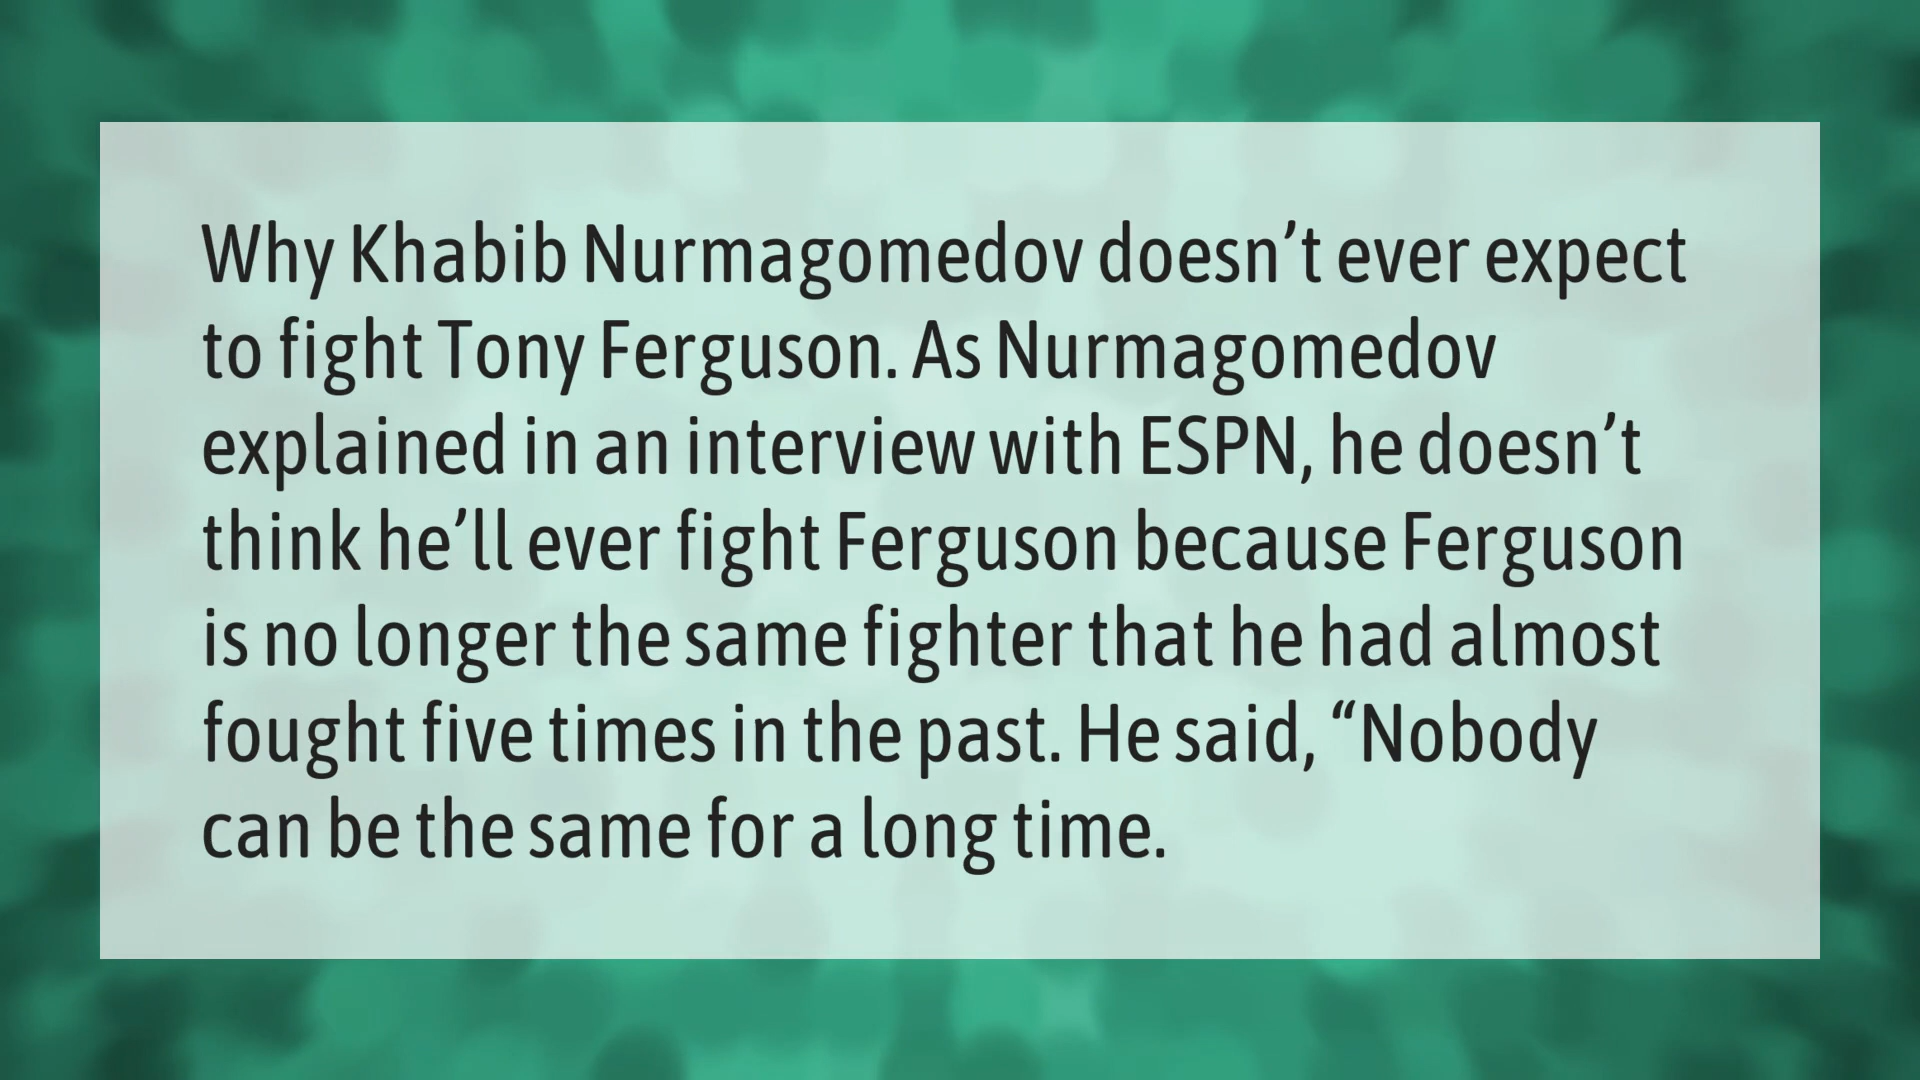 Why Khabib Nurmagomedov doesn’t ever expect
to fight Tony Ferguson. As Nurmagomedov
explained in an interview with ESPN, he doesn’t
think he’ll ever fight Ferguson because Ferguson
is no longer the same fighter that he had almost
fought five times in the past. He said, “Nobody
can be the same for a long time.